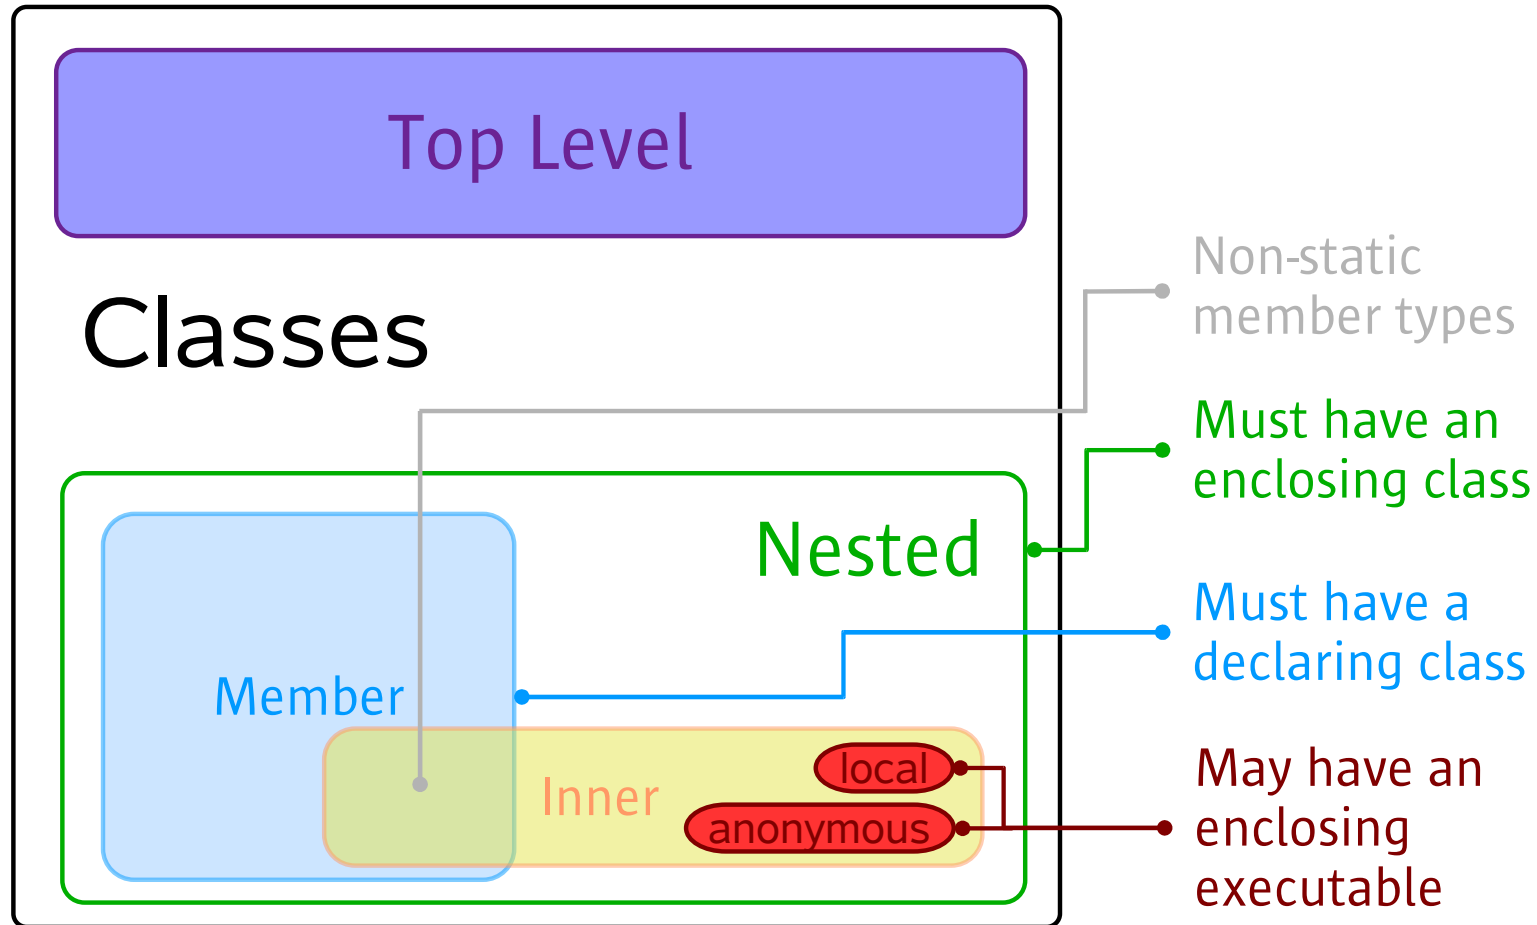 Top Level
Classes
Non-static
member types
Must have an
enclosing class
Nested
Must have a
declaring class
Member
Inner
local
anonymous
May have an
enclosing
executable